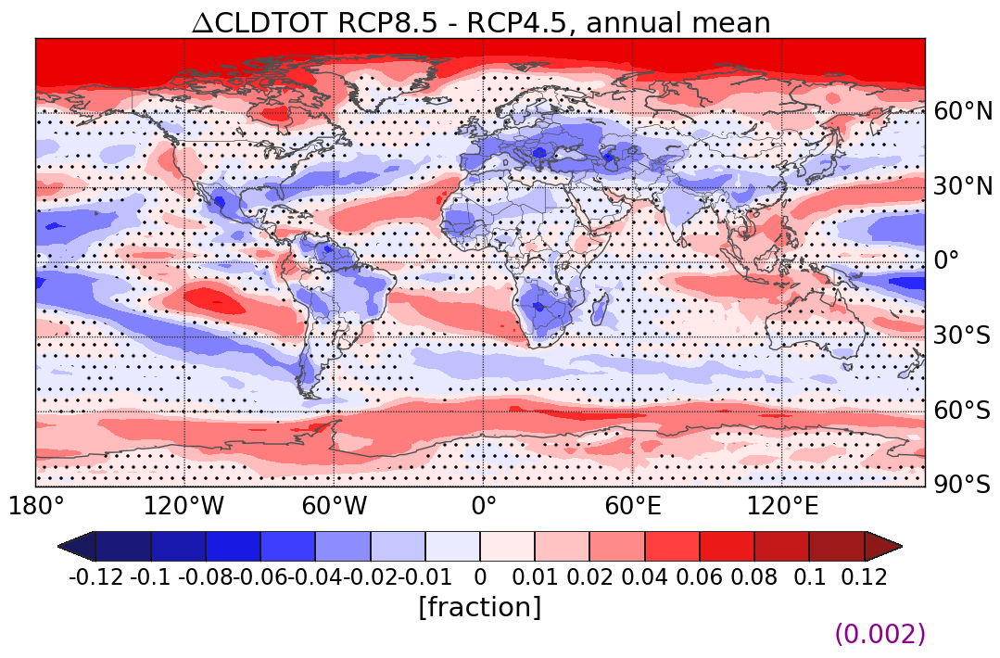 ΔCLDTOT RCP8.5 - RCP4.5, annual mean
60°N
30°N
0°
30°S
60°S
90°S
180° 120°W 60°W 0° 60°E 120°E
-0.12 -0.1 -0.08 -0.06 -0.04 -0.02 -0.01 0 0.01 0.02 0.04 0.06 0.08 0.1 0.12
[fraction]
(0.002)